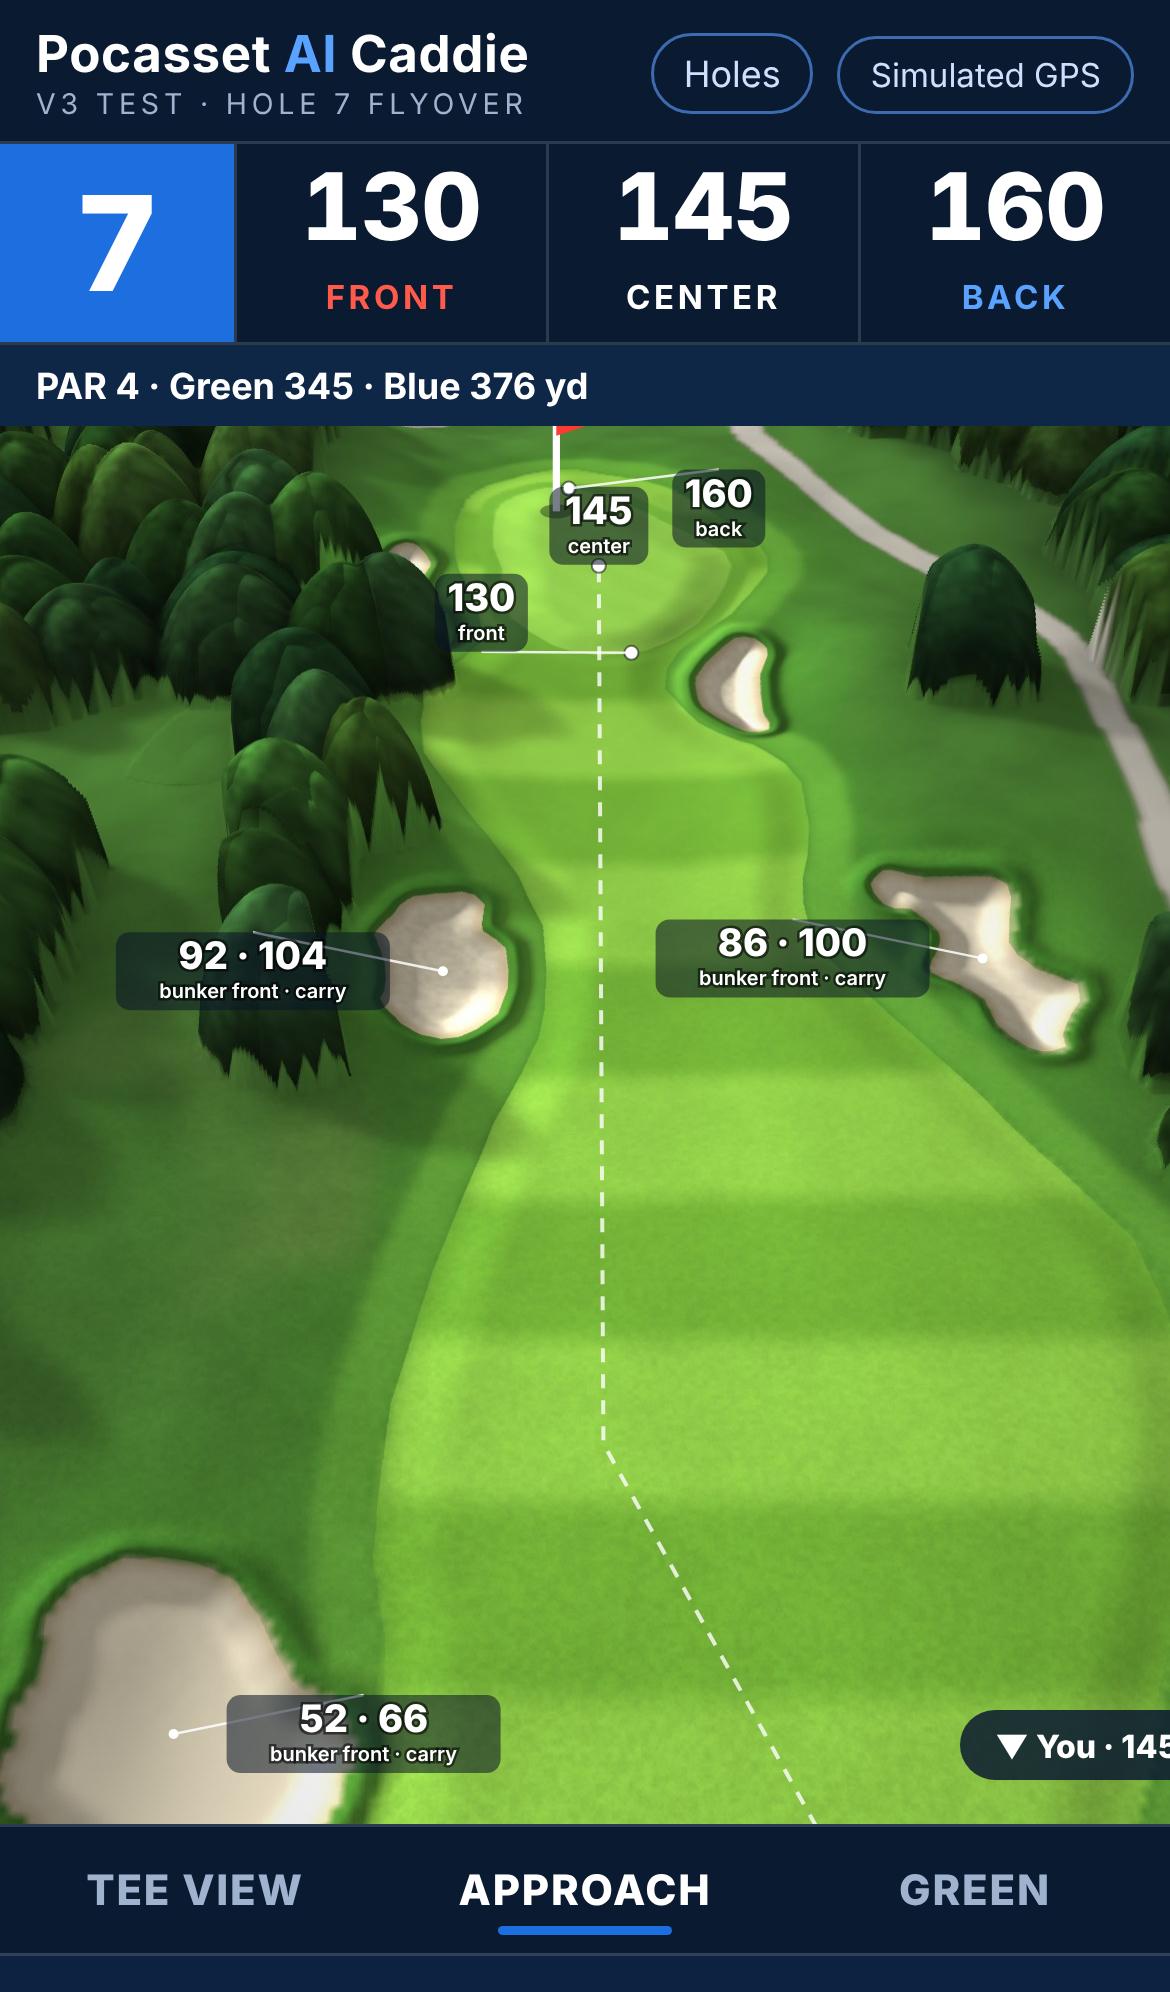 Pocasset AI Caddie
V3 TEST · HOLE 7 FLYOVER
Holes
Simulated GPS
7
130
FRONT
145
CENTER
160
BACK
PAR 4 · Green 345 · Blue 376 yd
160
back
145
center
130
front
92 · 104
bunker front · carry
86 · 100
bunker front · carry
52 · 66
bunker front · carry
▼ You · 145
TEE VIEW
APPROACH
GREEN